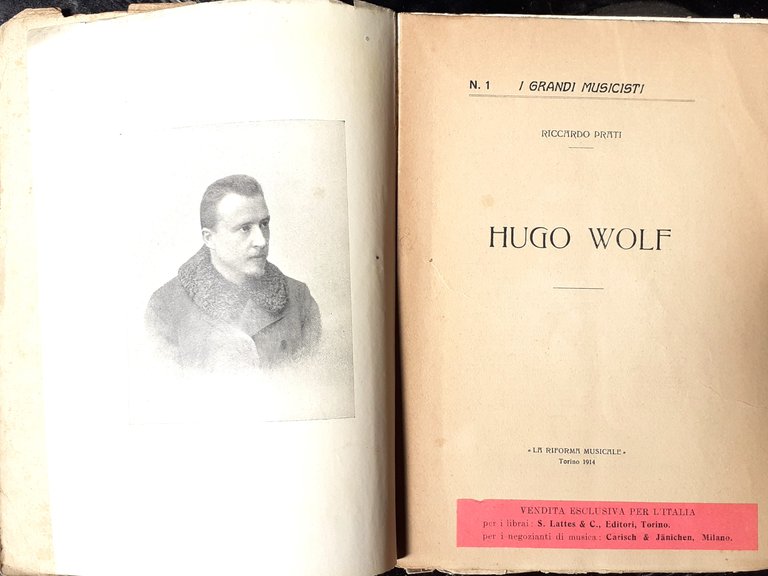 N. 1 I GRANDI MUSICISTI
RICCARDO PRATI
HUGO WOLF
« LA RIFORMA MUSICALE »
Torino 1914
VENDITA ESCLUSIVA PER L'ITALIA
per i librai: S. Lattes & C., Editori, Torino.
per i negozianti di musica: Carisch & Jänichen, Milano.